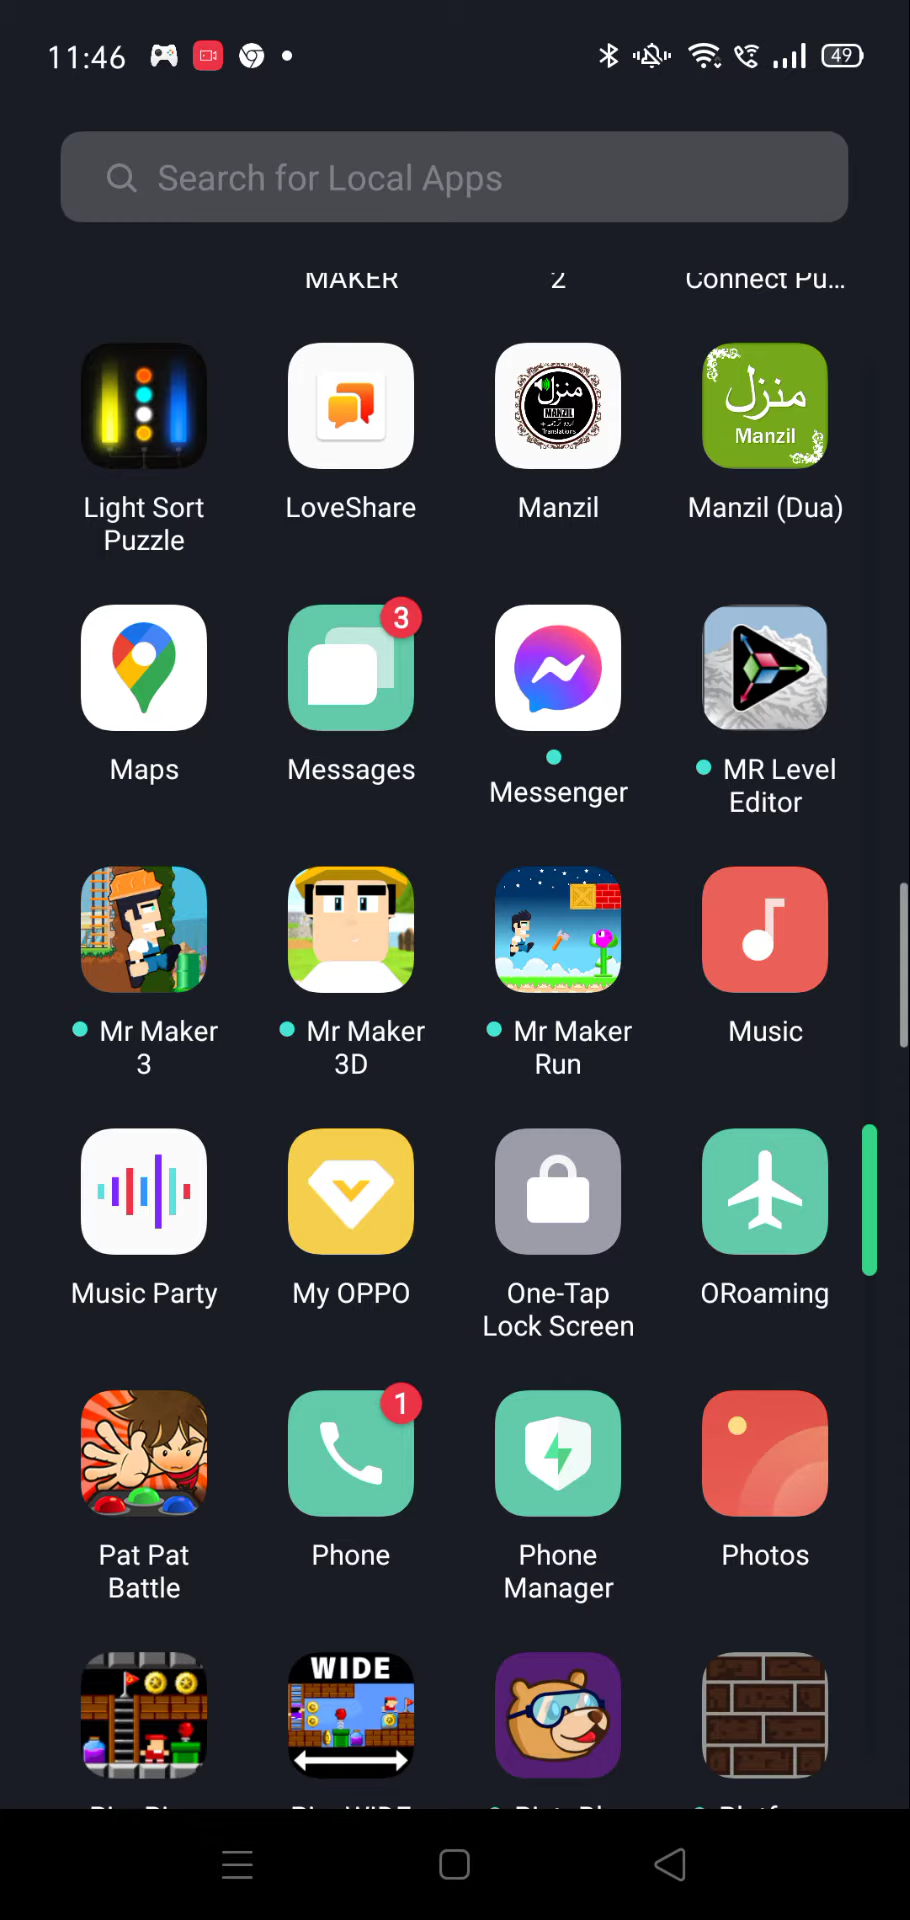 11:46
49
Search for Local Apps
MAKER
2
Connect Pu...
منزل
MANZIL
منزل
Manzil
Light Sort
Puzzle
LoveShare
Manzil
Manzil (Dua)
3
Maps
Messages
Messenger
MR Level
Editor
Mr Maker
3
Mr Maker
3D
Mr Maker
Run
Music
Music Party
My OPPO
One-Tap
Lock Screen
ORoaming
1
Pat Pat
Battle
Phone
Phone
Manager
Photos
WIDE